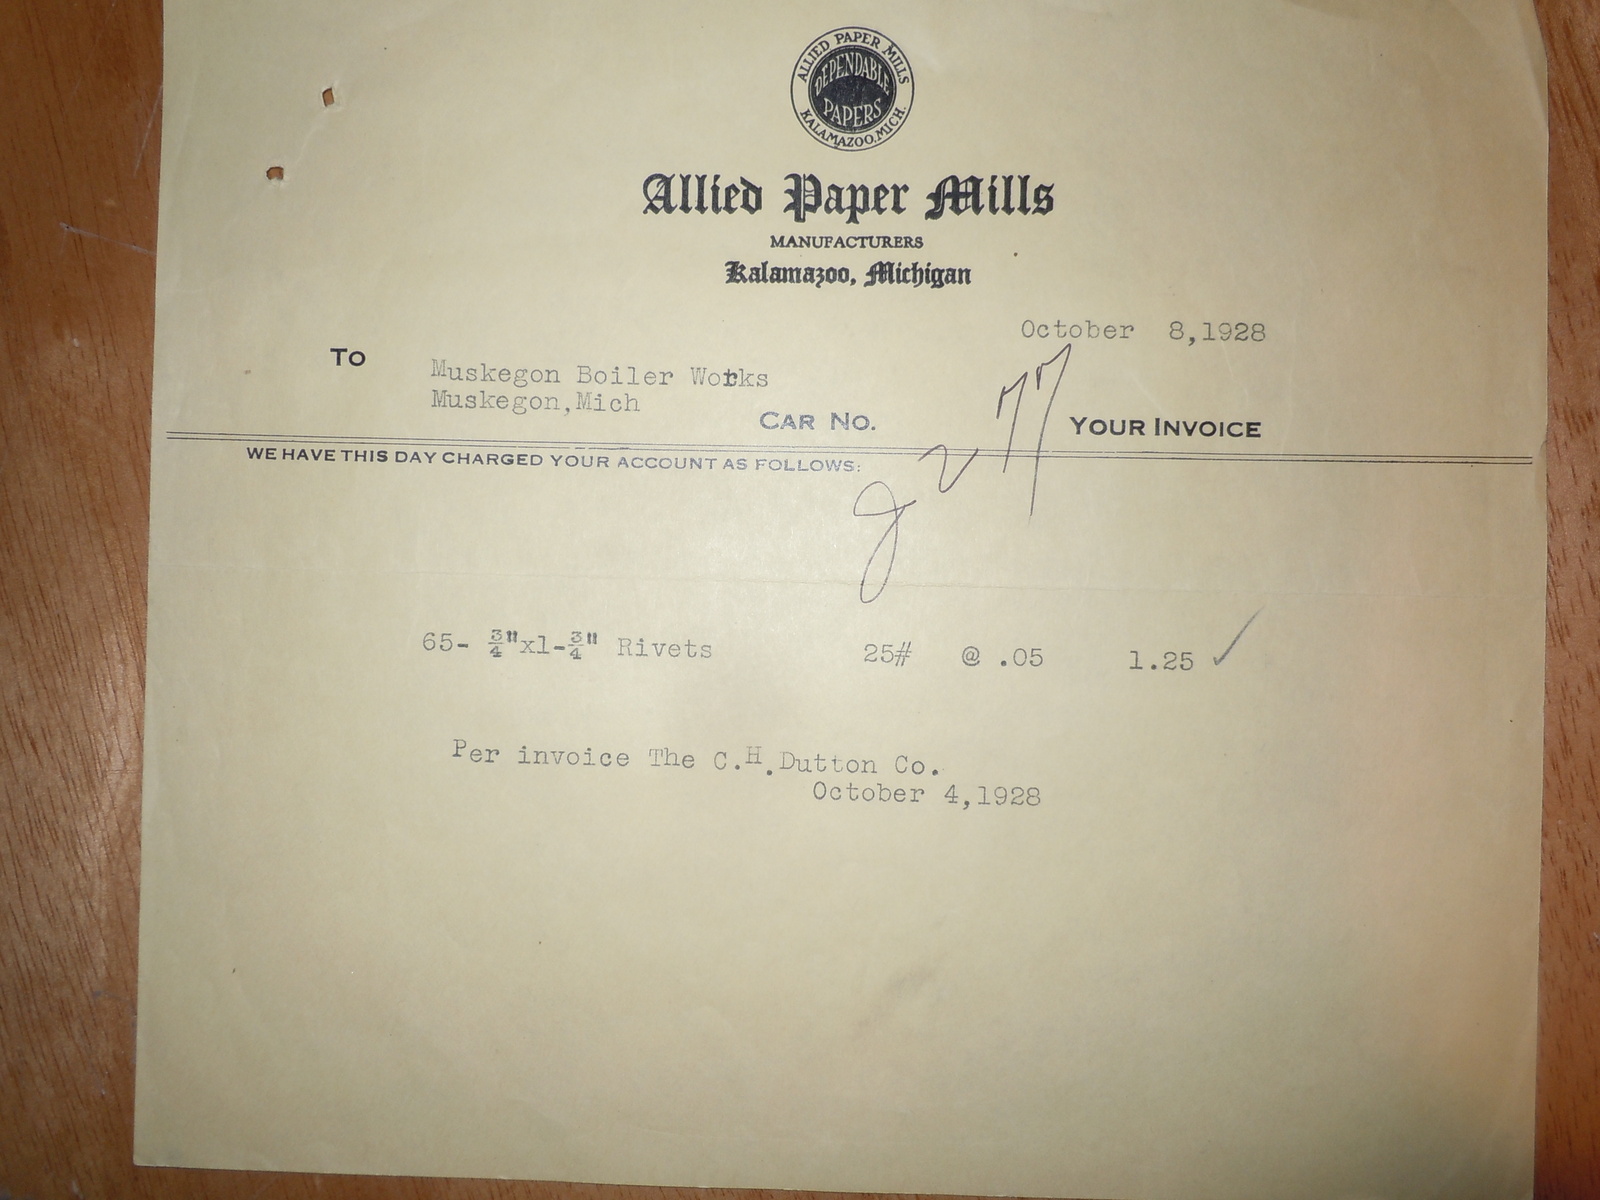 ALLIED PAPER MILLS
DEPENDABLE
PAPERS
KALAMAZOO, MICH.
Allied Paper Mills
MANUFACTURERS
Kalamazoo, Michigan
October 8,1928
TO
Muskegon Boiler Works
Muskegon,Mich
CAR NO.
YOUR INVOICE
WE HAVE THIS DAY CHARGED YOUR ACCOUNT AS FOLLOWS:
65- ¾"x1-¾" Rivets 25# @ .05 1.25 ✓
Per invoice The C.H.Dutton Co.
October 4,1928